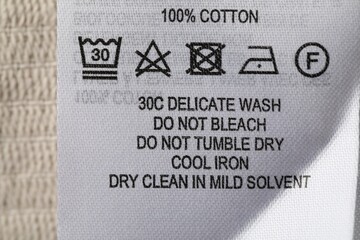 100% COTTON
30 F
30C DELICATE WASH
DO NOT BLEACH
DO NOT TUMBLE DRY
COOL IRON
DRY CLEAN IN MILD SOLVENT